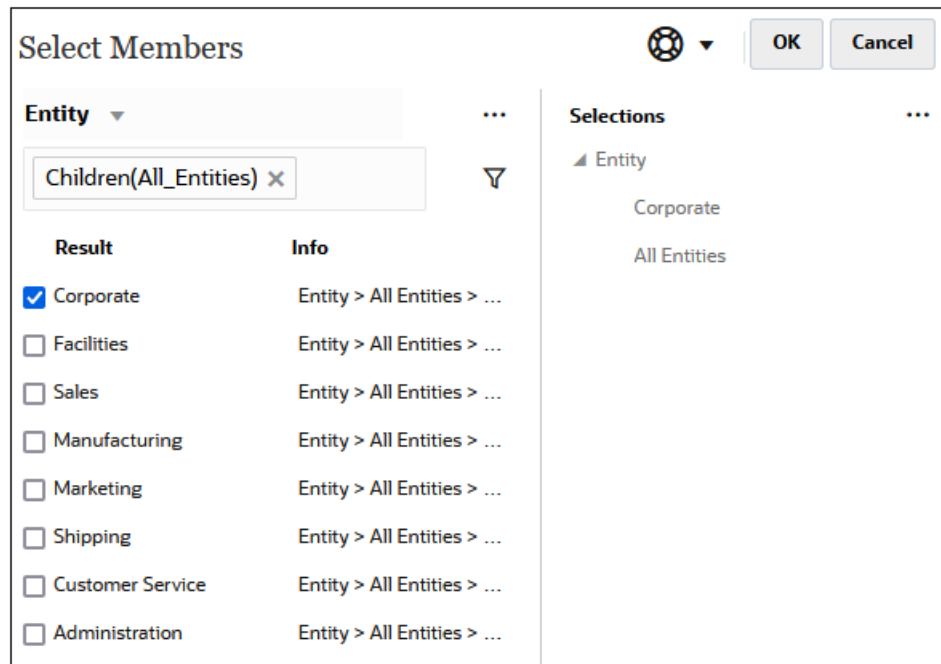 Select Members
OK
Cancel
Entity
...
Children(All_Entities)
Result Info
Corporate Entity > All Entities > ...
Facilities Entity > All Entities > ...
Sales Entity > All Entities > ...
Manufacturing Entity > All Entities > ...
Marketing Entity > All Entities > ...
Shipping Entity > All Entities > ...
Customer Service Entity > All Entities > ...
Administration Entity > All Entities > ...
Selections
...
Entity
Corporate
All Entities